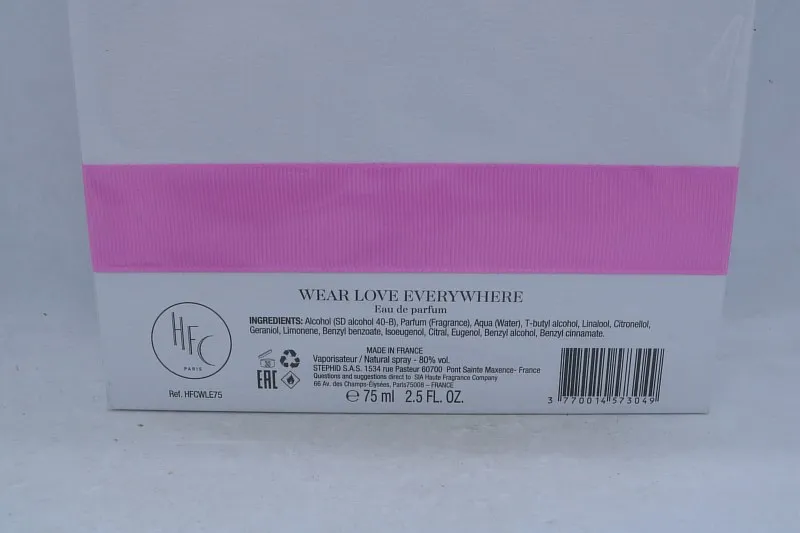 WEAR LOVE EVERYWHERE
Eau de parfum
HFC
PARIS
Ref. HFCWLE75
INGREDIENTS: Alcohol (SD alcohol 40-B), Parfum (Fragrance), Aqua (Water), T-butyl alcohol, Linalool, Citronellol,
Geraniol, Limonene, Benzyl benzoate, Isoeugenol, Citral, Eugenol, Benzyl alcohol, Benzyl cinnamate.
MADE IN FRANCE
Vaporisateur / Natural spray - 80% vol.
STEPHID S.A.S. 1534 rue Pasteur 60700 Pont Sainte Maxence- France
Questions and suggestions direct to SIA Haute Fragrance Company
66 Av. des Champs-Elysées, Paris75008 – FRANCE
EAC
℮ 75 ml 2.5 FL. OZ.
3 770014 573049